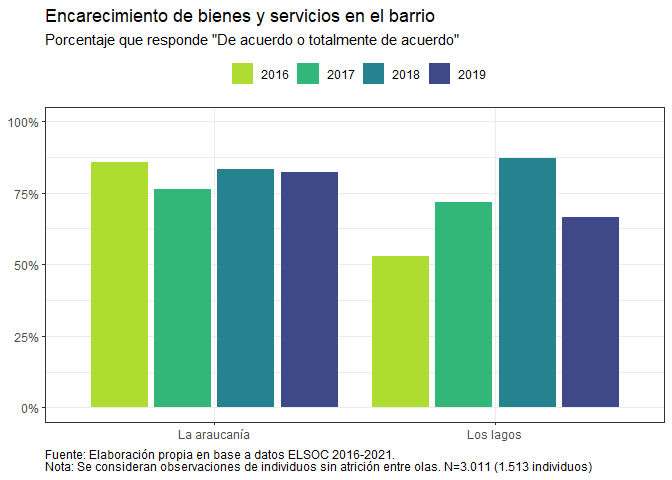 Encarecimiento de bienes y servicios en el barrio
Porcentaje que responde "De acuerdo o totalmente de acuerdo"
2016 2017 2018 2019
100%
75%
50%
25%
0%
La araucanía Los lagos
Fuente: Elaboración propia en base a datos ELSOC 2016-2021.
Nota: Se consideran observaciones de individuos sin atrición entre olas. N=3.011 (1.513 individuos)